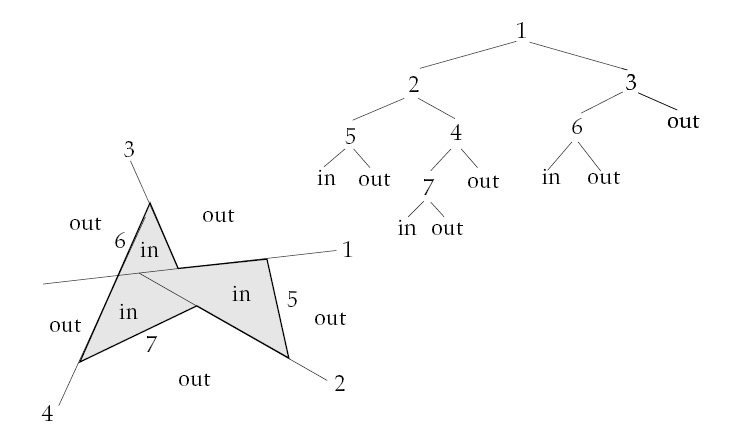 1
2 3
5 4 6 out
in out 7 out in out
in out
3
out out
6 in
1
in 5
out in out
7
out
2
4